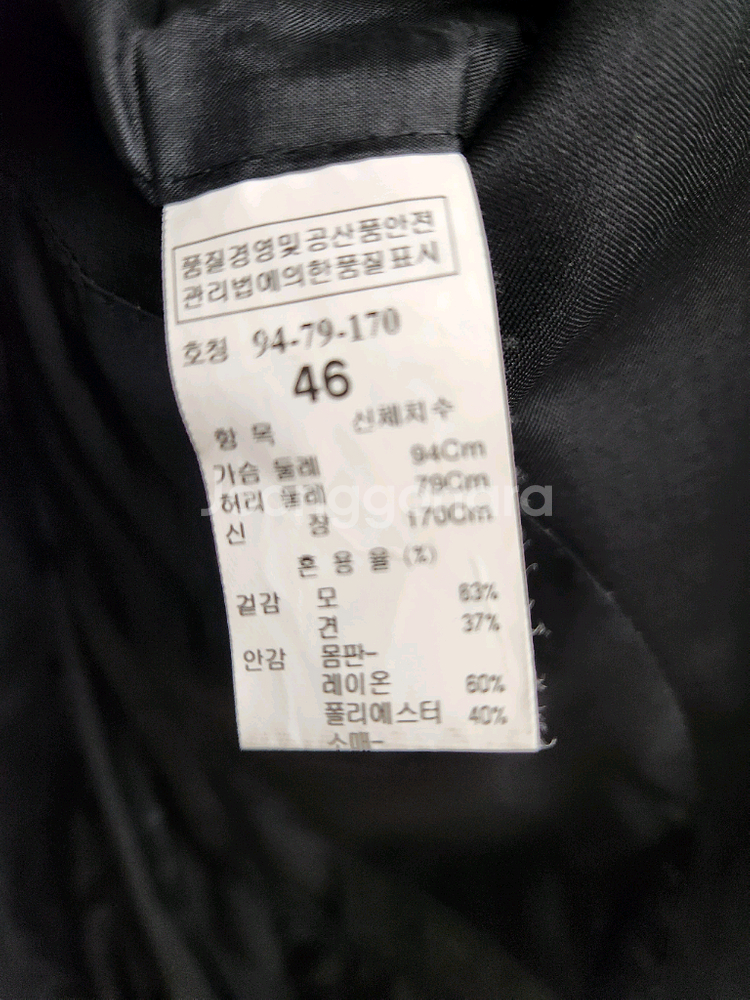 품질경영및공산품안전
관리법에의한품질표시
호칭 94-79-170
46
항 목 신체치수
가슴 둘레 94Cm
허리 둘레 79Cm
신 장 170Cm
Joonggonara
혼 용 율 (%)
겉감 모 63%
견 37%
안감 몸판-
레이온 60%
폴리에스터 40%
소매-